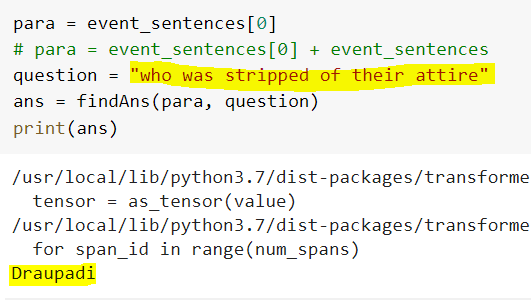 para = event_sentences[0]
# para = event_sentences[0] + event_sentences
question = "who was stripped of their attire"
ans = findAns(para, question)
print(ans)
/usr/local/lib/python3.7/dist-packages/transforme
tensor = as_tensor(value)
/usr/local/lib/python3.7/dist-packages/transforme
for span_id in range(num_spans)
Draupadi